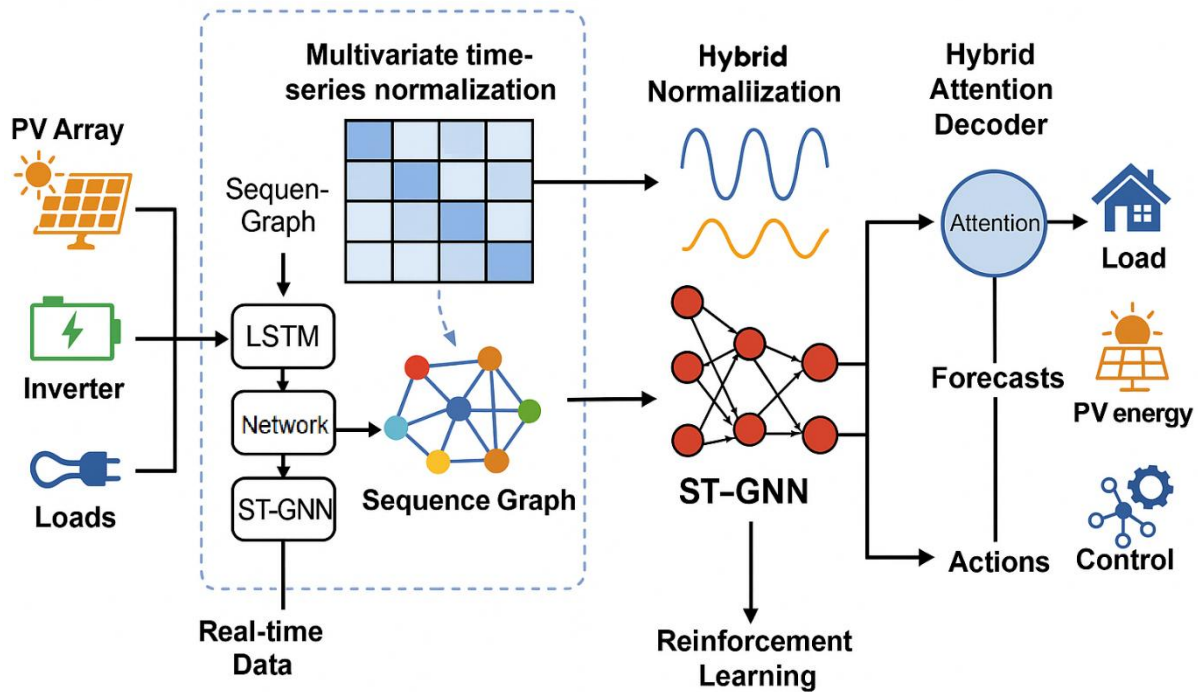 PV Array
Inverter
Loads
Multivariate time-
series normalization
Sequen-
Graph
LSTM
Network
ST–GNN
Sequence Graph
Real-time
Data
Hybrid
Normaliization
ST–GNN
Reinforcement
Learning
Hybrid
Attention
Decoder
Attention
Forecasts
Actions
Load
PV energy
Control